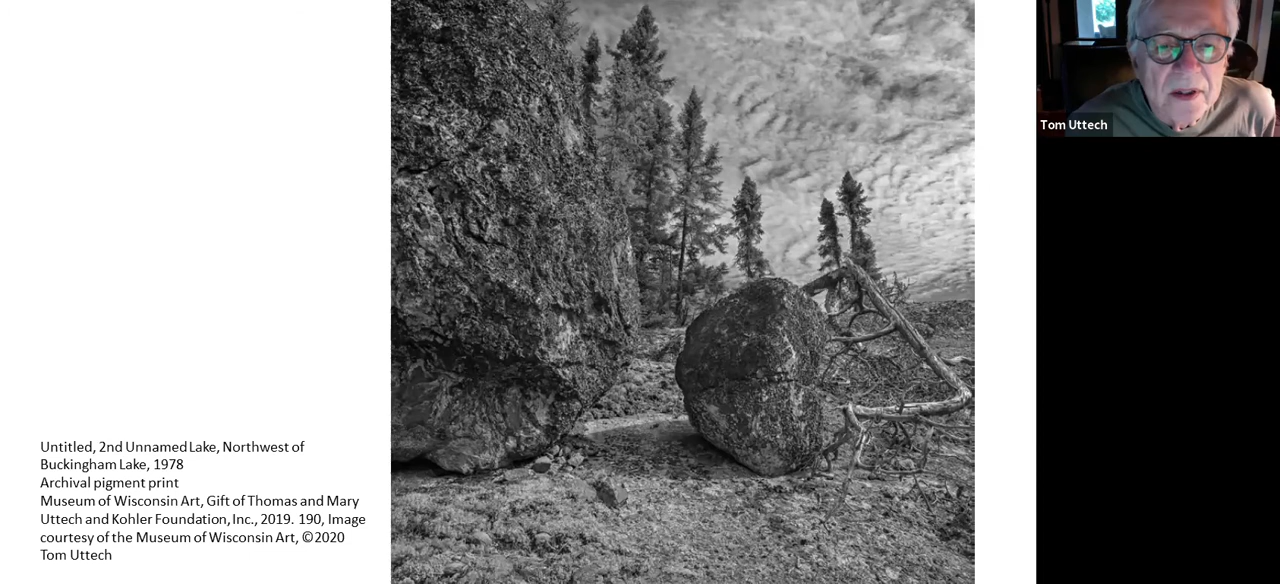 Untitled, 2nd Unnamed Lake, Northwest of
Buckingham Lake, 1978
Archival pigment print
Museum of Wisconsin Art, Gift of Thomas and Mary
Uttech and Kohler Foundation, Inc., 2019. 190, Image
courtesy of the Museum of Wisconsin Art, ©2020
Tom Uttech
Tom Uttech